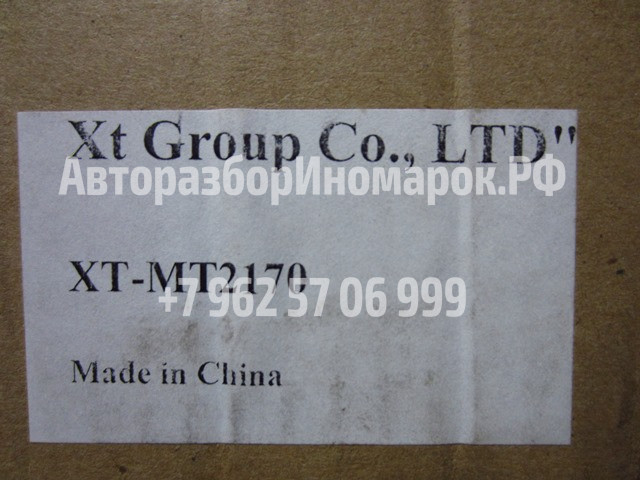 Xt Group Co., LTD"
АвторазборИномарок.РФ
XT-MT2170
+7 962 57 06 999
Made in China